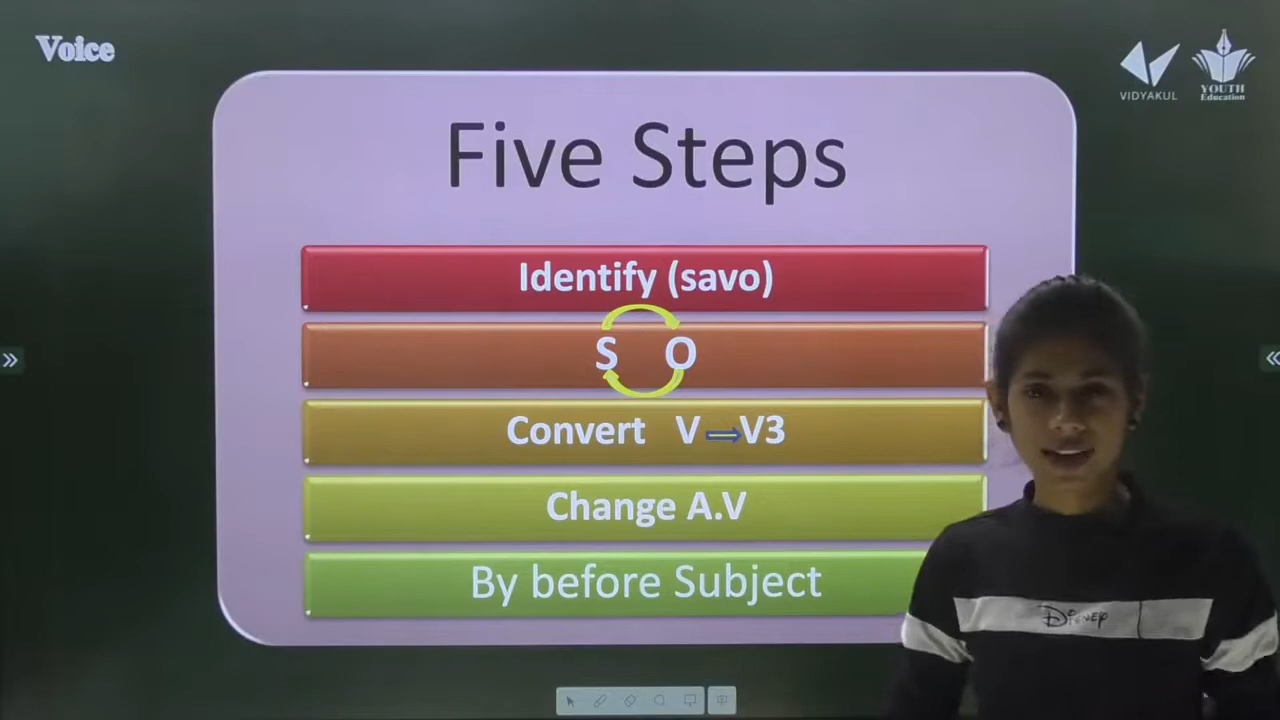 Voice
VIDYAKUL
YOUTH
Education
Five Steps
Identify (savo)
S O
Convert V V3
Change A.V
By before Subject
Disney